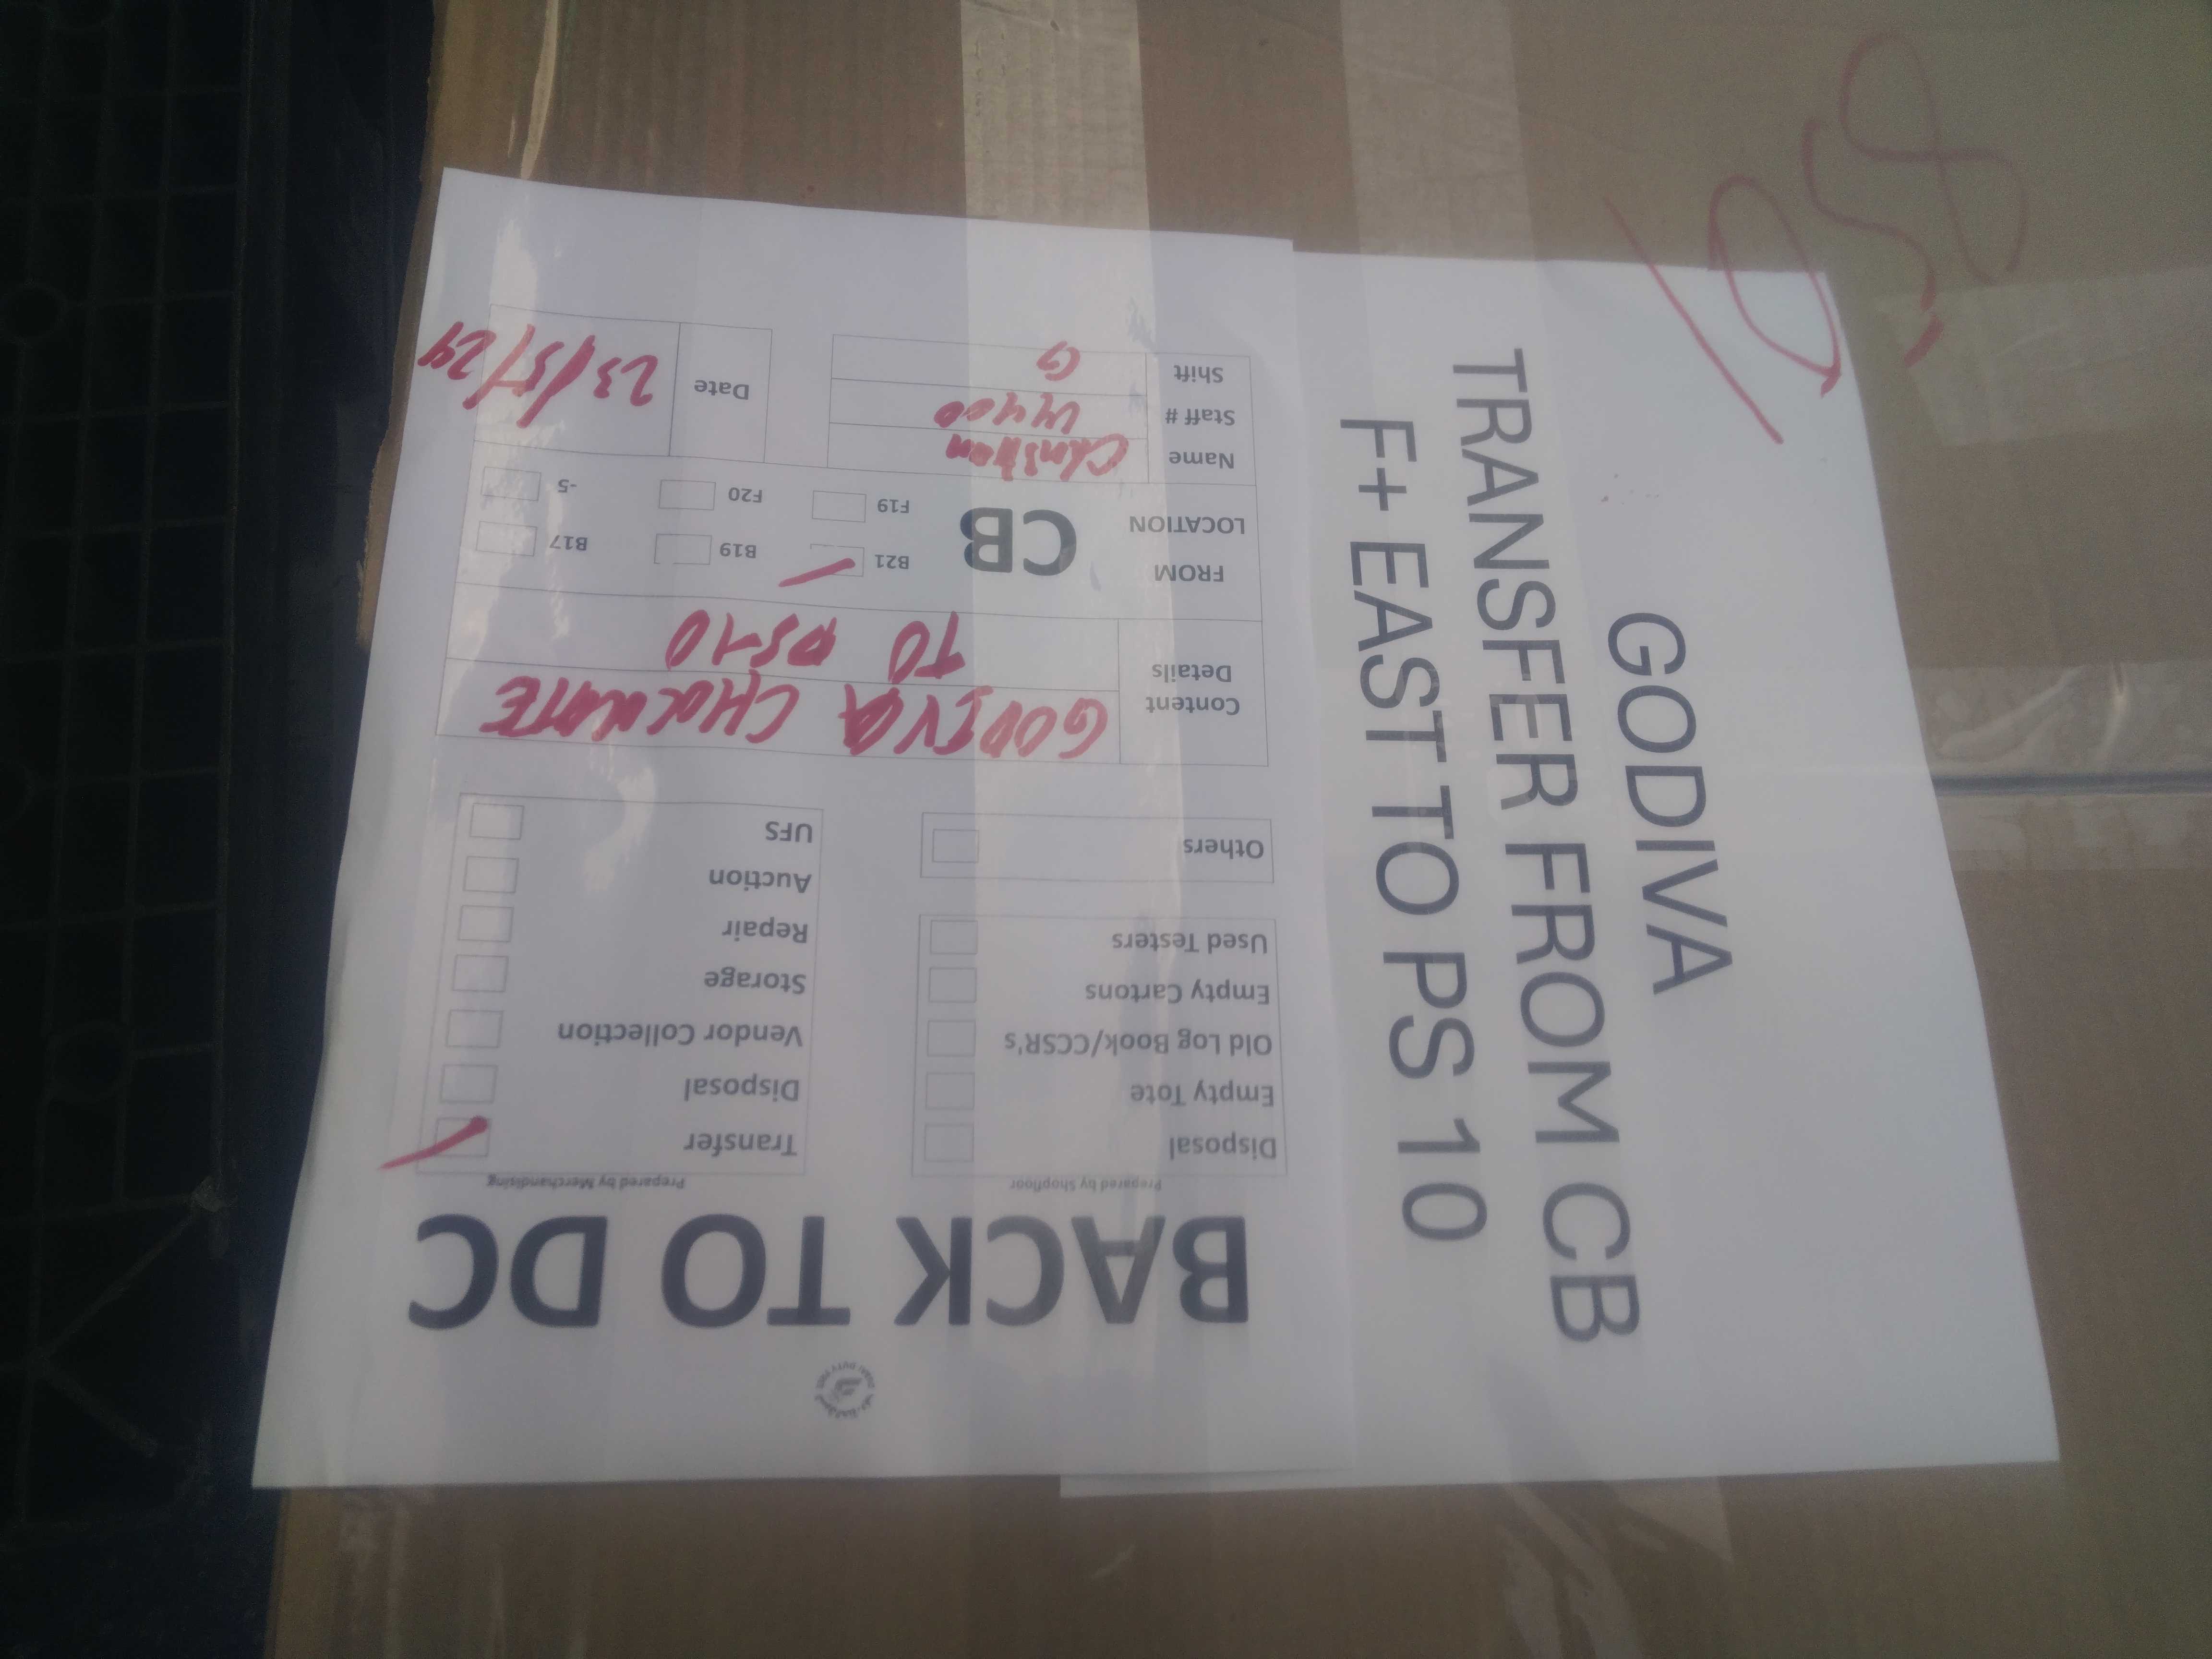 BACK TO DC
Prepared by Shopfloor
Disposal
Empty Tote
Old Log Book/CCSR's
Empty Cartons
Used Testers
Others
Prepared by Merchandising
Transfer
Disposal
Vendor Collection
Storage
Repair
Auction
UFS
Content Details
GODIVA CHOCOLATE
TO PS-10
FROM LOCATION
CB
B21 B19 B17
F19 F20 -5
Name
Staff # 4400
Shift G
Date 23/5/24
GODIVA
TRANSFER FROM CB
F+ EAST TO PS 10